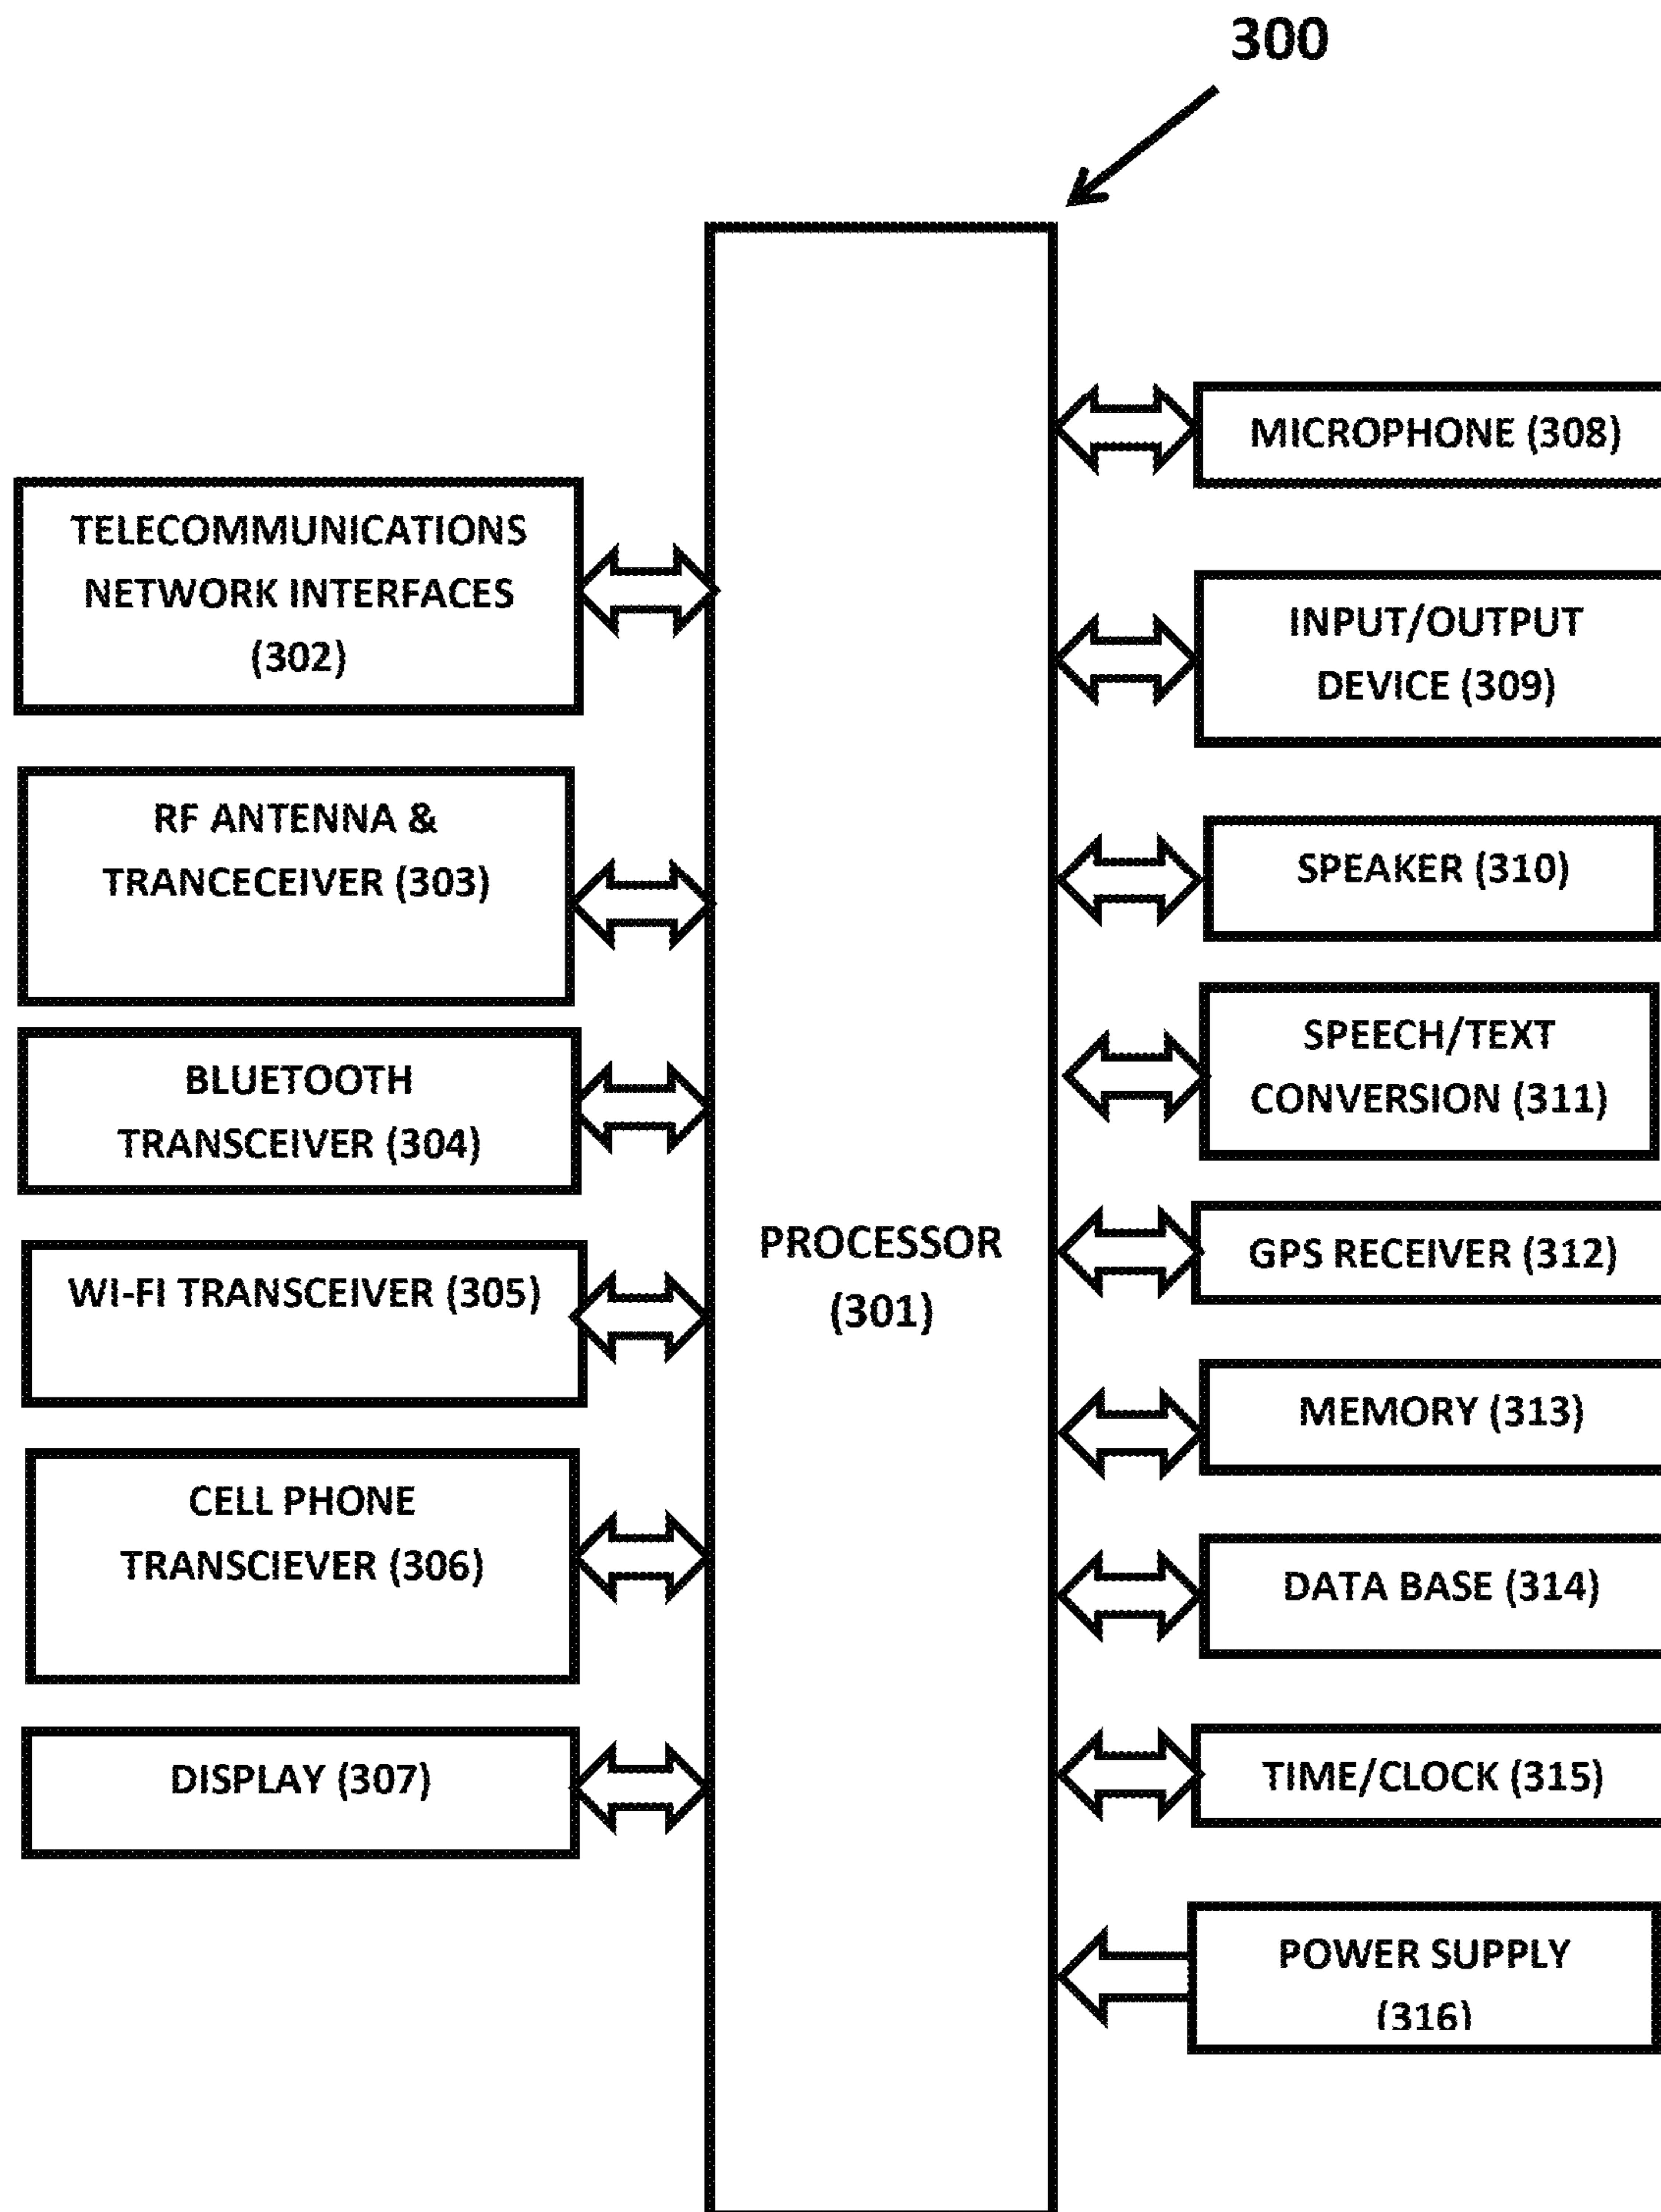 300
TELECOMMUNICATIONS
NETWORK INTERFACES
(302)
RF ANTENNA &
TRANCECEIVER (303)
BLUETOOTH
TRANSCEIVER (304)
WI-FI TRANSCEIVER (305)
CELL PHONE
TRANSCIEVER (306)
DISPLAY (307)
PROCESSOR
(301)
MICROPHONE (308)
INPUT/OUTPUT
DEVICE (309)
SPEAKER (310)
SPEECH/TEXT
CONVERSION (311)
GPS RECEIVER (312)
MEMORY (313)
DATA BASE (314)
TIME/CLOCK (315)
POWER SUPPLY
(316)